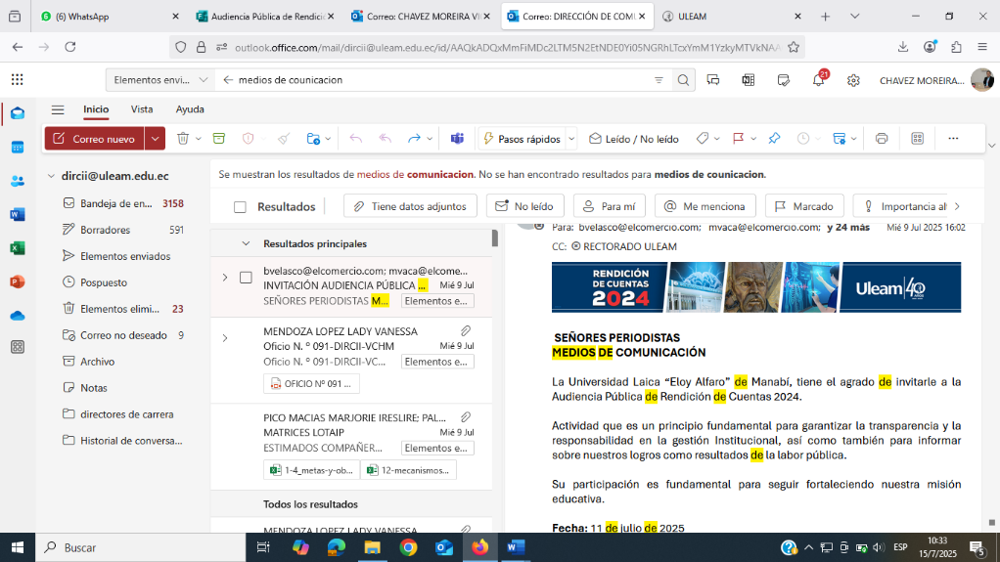 (6) WhatsApp
Audiencia Pública de Rendició
Correo: CHAVEZ MOREIRA VI
Correo: DIRECCIÓN DE COMU
ULEAM
outlook.office.com/mail/dircii@uleam.edu.ec/id/
Elementos envi...
medios de counicacion
21
CHAVEZ MOREIRA...
Inicio
Vista
Ayuda
Correo nuevo
Pasos rápidos
Leído / No leído
dircii@uleam.edu.ec
Bandeja de en... 3158
Borradores 591
Elementos enviados
Pospuesto
Elementos elimi... 23
Correo no deseado 9
Archivo
Notas
directores de carrera
Historial de conversa...
Se muestran los resultados de medios de comunicacion. No se han encontrado resultados para medios de counicacion.
Resultados
Tiene datos adjuntos
No leído
Para mí
Me menciona
Marcado
Importancia al
Resultados principales
bvelasco@elcomercio.com; mvaca@elcome...
INVITACIÓN AUDIENCIA PÚBLICA ... Mié 9 Jul
SEÑORES PERIODISTAS M... Elementos e...
MENDOZA LOPEZ LADY VANESSA
Oficio N. º 091-DIRCII-VCHM Mié 9 Jul
Oficio N. º 091-DIRCII-VC... Elementos e...
OFICIO Nº 091 ...
PICO MACIAS MARJORIE IRESLIRE; PAL...
MATRICES LOTAIP Mié 9 Jul
ESTIMADOS COMPAÑER... Elementos e...
1-4_metas-y-ob...
12-mecanismos...
Todos los resultados
MENDOZA LOPEZ LADY VANESSA
Para: bvelasco@elcomercio.com; mvaca@elcomercio.com; y 24 más Mié 9 Jul 2025 16:02
CC: RECTORADO ULEAM
RENDICIÓN
DE CUENTAS
2024
Uleam 40
SEÑORES PERIODISTAS
MEDIOS DE COMUNICACIÓN
La Universidad Laica “Eloy Alfaro” de Manabí, tiene el agrado de invitarle a la
Audiencia Pública de Rendición de Cuentas 2024.
Actividad que es un principio fundamental para garantizar la transparencia y la
responsabilidad en la gestión Institucional, así como también para informar
sobre nuestros logros como resultados de la labor pública.
Su participación es fundamental para seguir fortaleciendo nuestra misión
educativa.
Fecha: 11 de julio de 2025
Buscar
ESP
10:33
15/7/2025
5